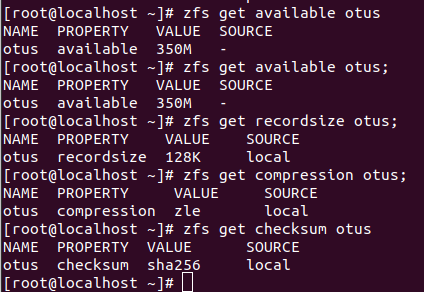 [root@localhost ~]# zfs get available otus
NAME  PROPERTY   VALUE  SOURCE
otus  available  350M   -
[root@localhost ~]# zfs get available otus;
NAME  PROPERTY   VALUE  SOURCE
otus  available  350M   -
[root@localhost ~]# zfs get recordsize otus;
NAME  PROPERTY    VALUE    SOURCE
otus  recordsize  128K     local
[root@localhost ~]# zfs get compression otus;
NAME  PROPERTY     VALUE     SOURCE
otus  compression  zle       local
[root@localhost ~]# zfs get checksum otus
NAME  PROPERTY  VALUE      SOURCE
otus  checksum  sha256     local
[root@localhost ~]#